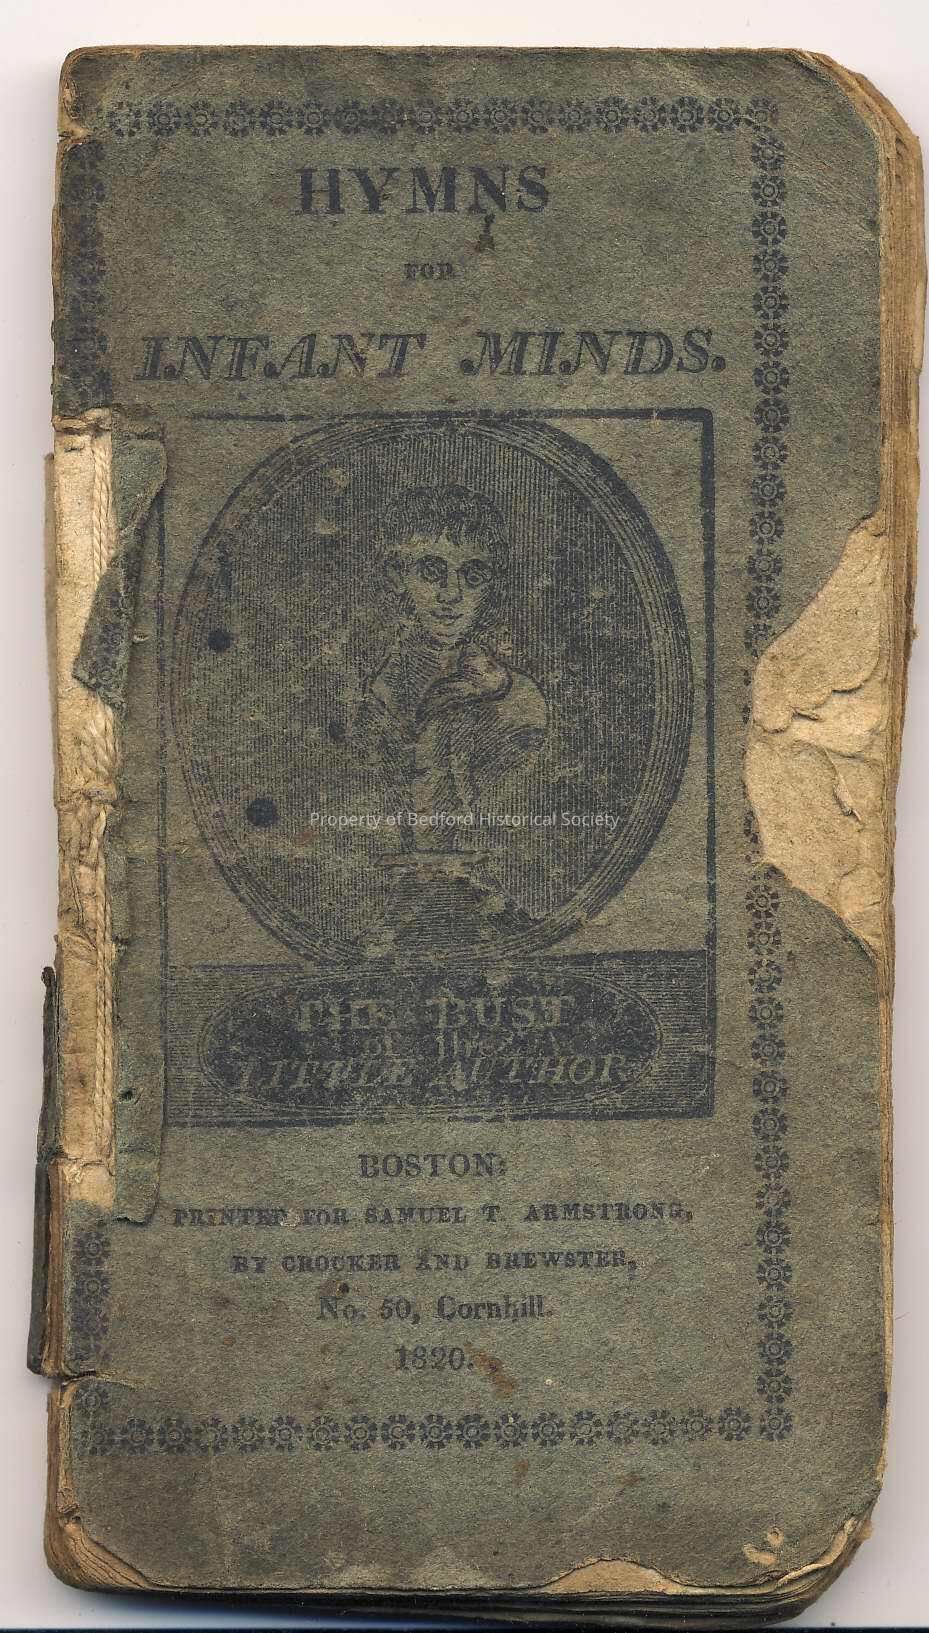 HYMNS
FOR
INFANT MINDS.
Property of Bedford Historical Society
THE BUST
of the
LITTLE AUTHOR
BOSTON:
PRINTED FOR SAMUEL T. ARMSTRONG,
BY CROCKER AND BREWSTER,
No. 50, Cornhill.
1820.